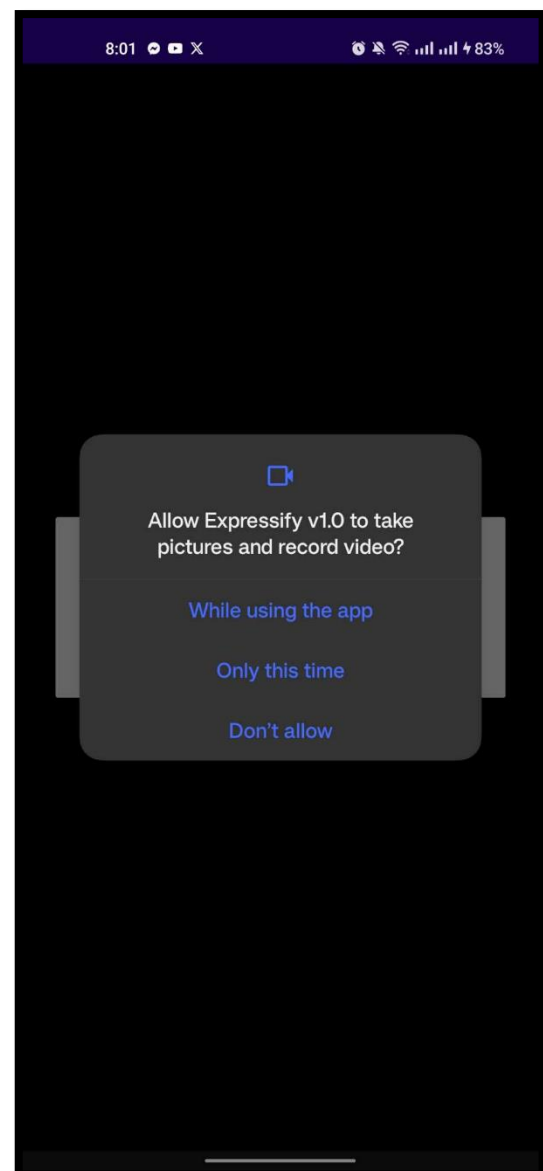 8:01 83%
Allow Expressify v1.0 to take
pictures and record video?
While using the app
Only this time
Don't allow